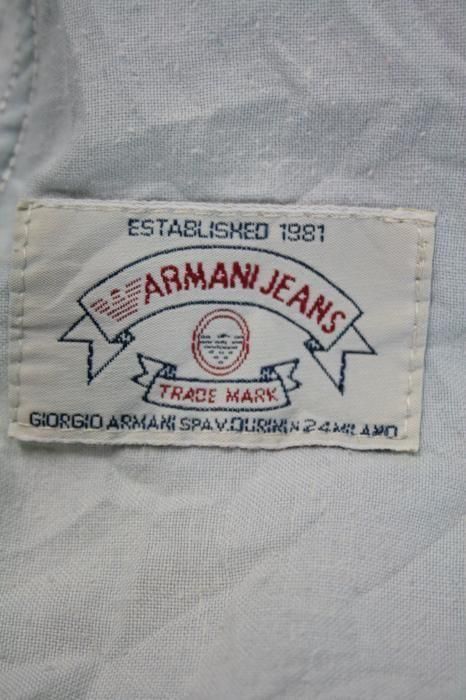 ESTABLISHED 1981
ARMANI JEANS
TRADE MARK
GIORGIO ARMANI SPA V. DURINI N 24 MILANO